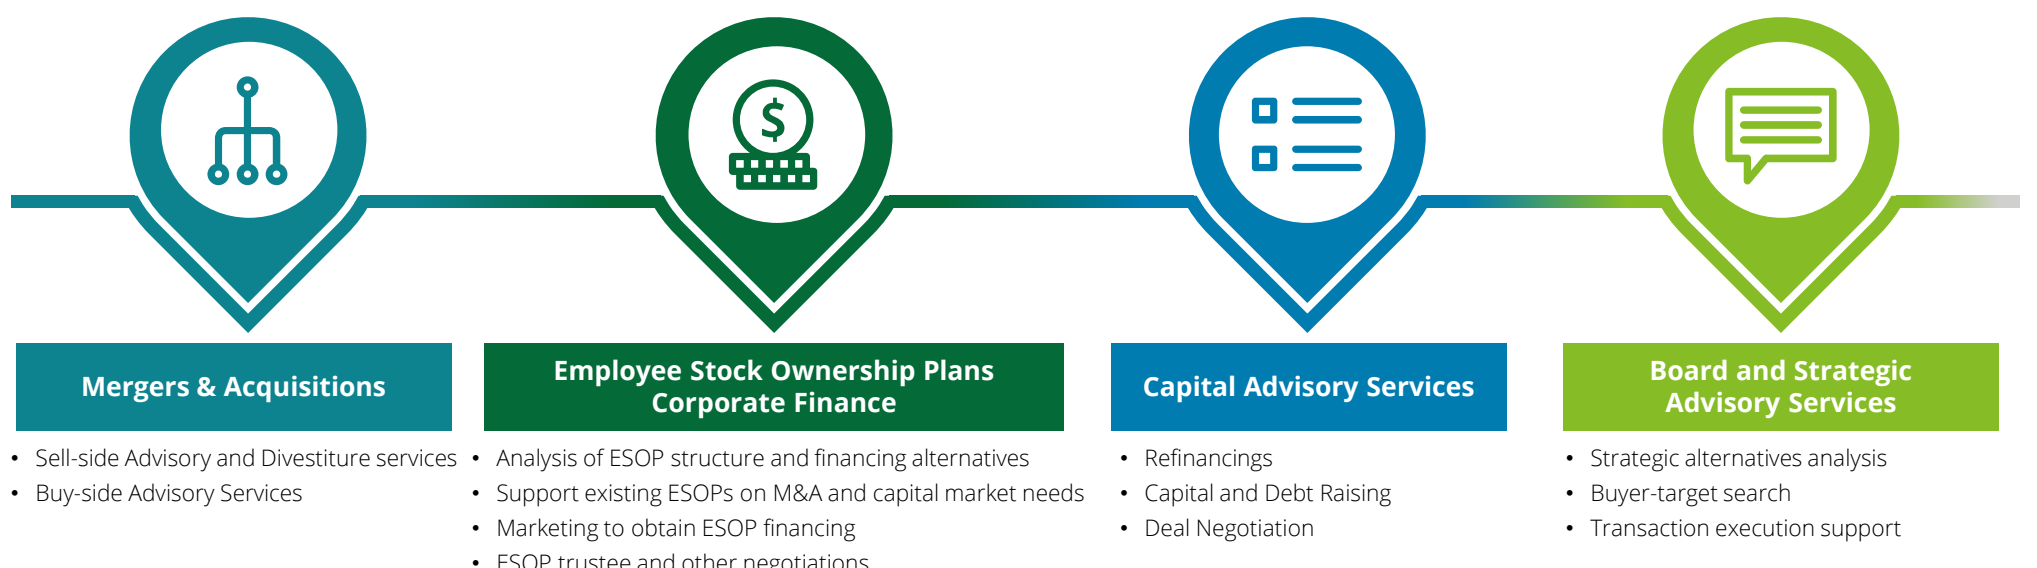 $
Mergers & Acquisitions
• Sell-side Advisory and Divestiture services
• Buy-side Advisory Services
Employee Stock Ownership Plans
Corporate Finance
• Analysis of ESOP structure and financing alternatives
• Support existing ESOPs on M&A and capital market needs
• Marketing to obtain ESOP financing
• ESOP trustee and other negotiations
Capital Advisory Services
• Refinancings
• Capital and Debt Raising
• Deal Negotiation
Board and Strategic
Advisory Services
• Strategic alternatives analysis
• Buyer-target search
• Transaction execution support